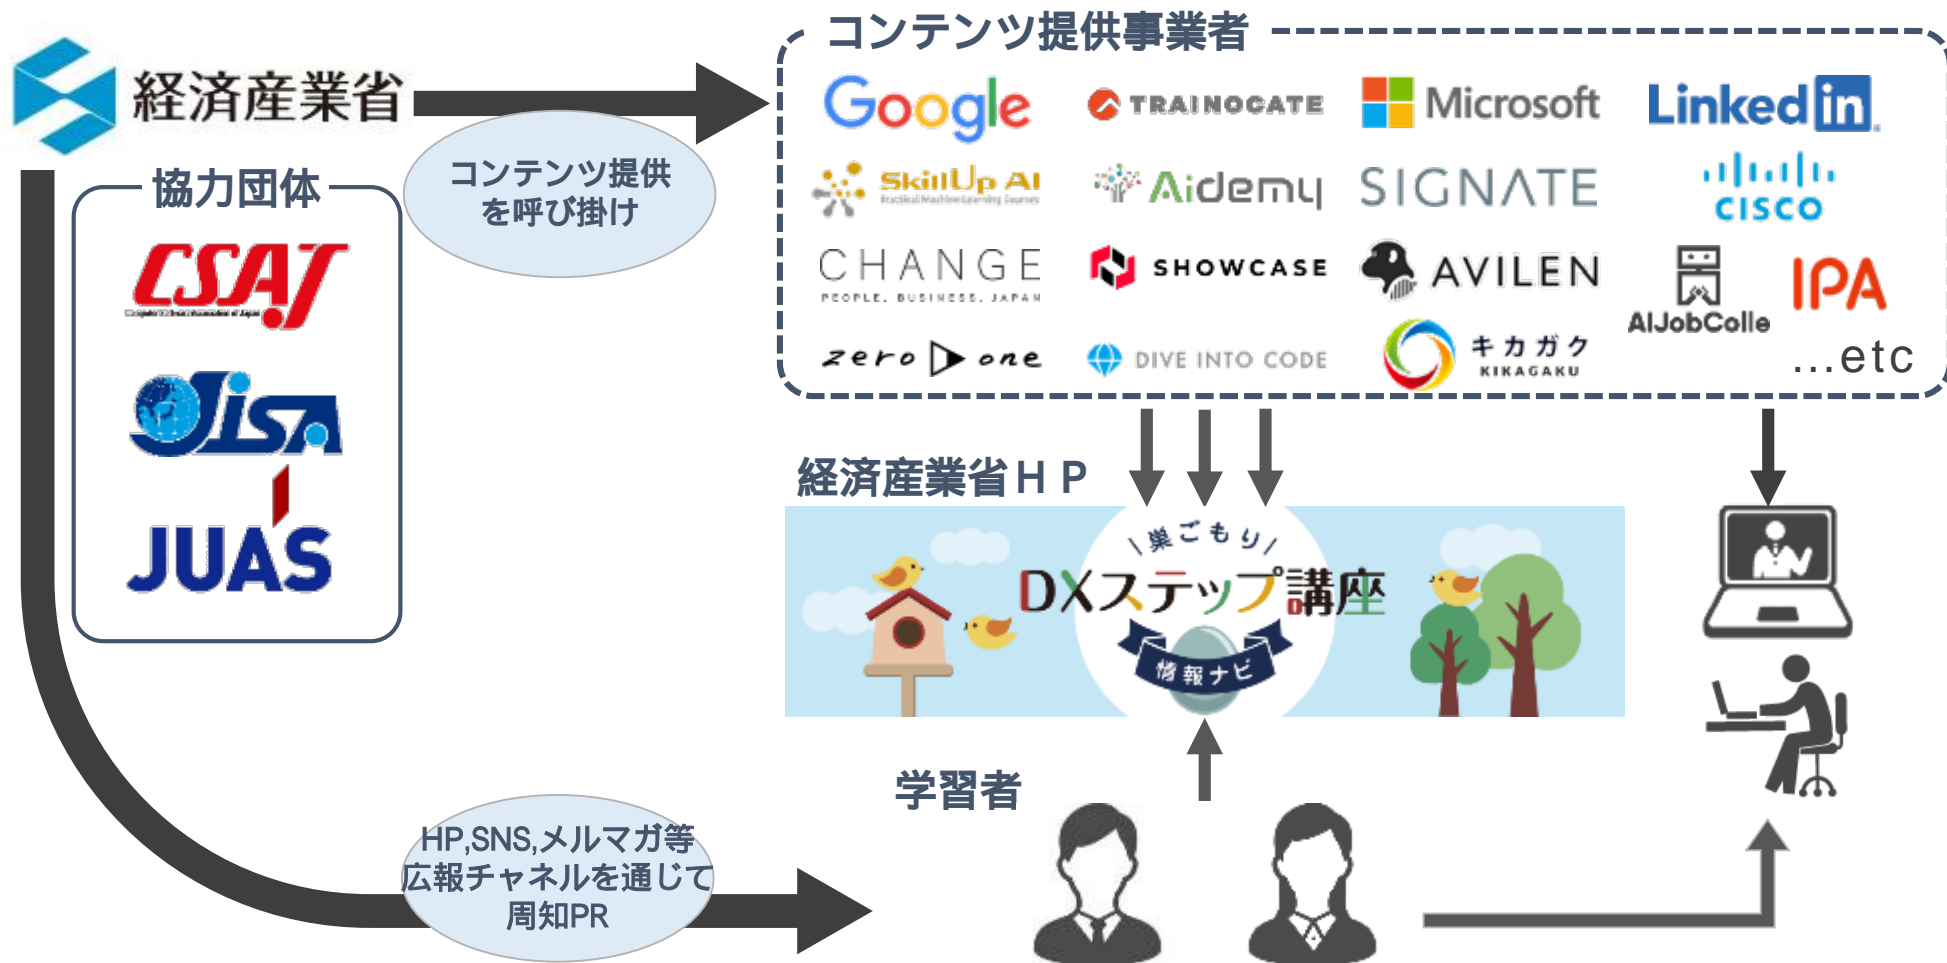 コンテンツ提供事業者
経済産業省
Google
TRAINOCATE
Microsoft
Linkedin
コンテンツ提供
を呼び掛け
協力団体
SkillUp AI
Practical Machine Learning Courses
Aidemy
SIGNATE
CISCO
CSAJ
CHANGE
PEOPLE. BUSINESS. JAPAN
SHOWCASE
AVILEN
AIJobColle
IPA
zero one
DIVE INTO CODE
キカガク
KIKAGAKU
...etc
JISA
JUAS
経済産業省ＨＰ
\巣ごもり/
DXステップ講座
情報ナビ
学習者
HP,SNS,メルマガ等
広報チャネルを通じて
周知PR